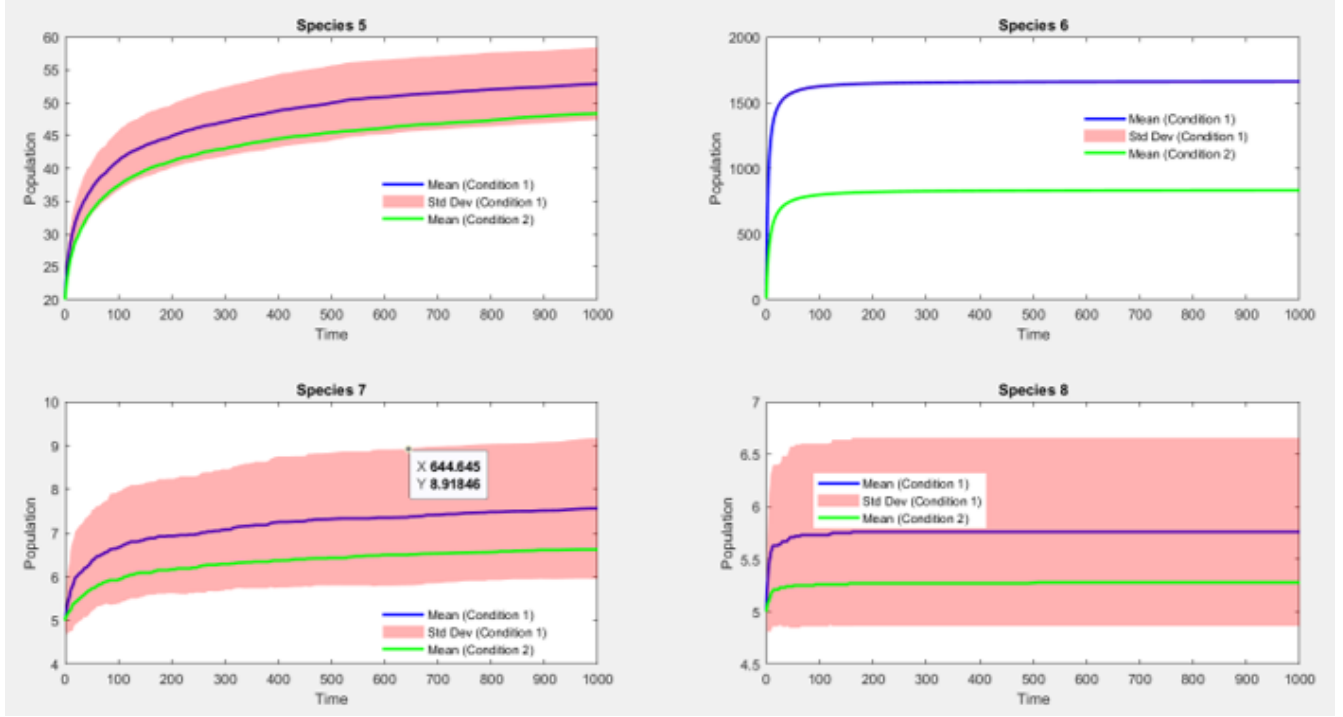 Species 5
60
55
50
45
40
35
30
25
20
Population
Mean (Condition 1)
Std Dev (Condition 1)
Mean (Condition 2)
0 100 200 300 400 500 600 700 800 900 1000
Time
Species 6
2000
1500
1000
500
0
Population
Mean (Condition 1)
Std Dev (Condition 1)
Mean (Condition 2)
0 100 200 300 400 500 600 700 800 900 1000
Time
Species 7
10
9
8
7
6
5
4
Population
X 644.645
Y 8.91846
Mean (Condition 1)
Std Dev (Condition 1)
Mean (Condition 2)
0 100 200 300 400 500 600 700 800 900 1000
Time
Species 8
7
6.5
6
5.5
5
4.5
Population
Mean (Condition 1)
Std Dev (Condition 1)
Mean (Condition 2)
0 100 200 300 400 500 600 700 800 900 1000
Time